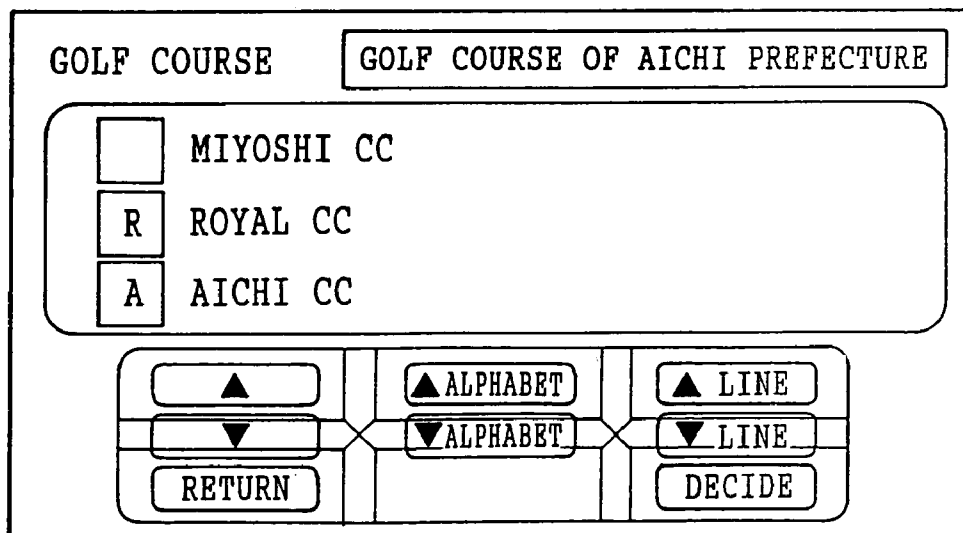 GOLF COURSE GOLF COURSE OF AICHI PREFECTURE
MIYOSHI CC
R ROYAL CC
A AICHI CC
▲ ▲ALPHABET ▲ LINE
▼ ▼ALPHABET ▼ LINE
RETURN DECIDE